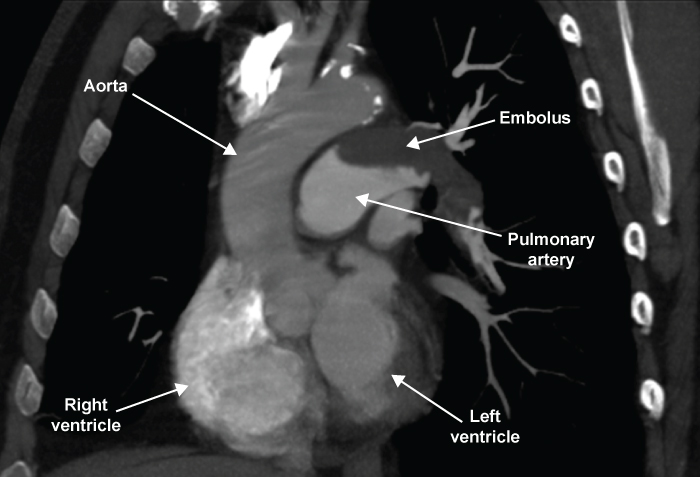 Aorta
Embolus
Pulmonary
artery
Right
ventricle
Left
ventricle